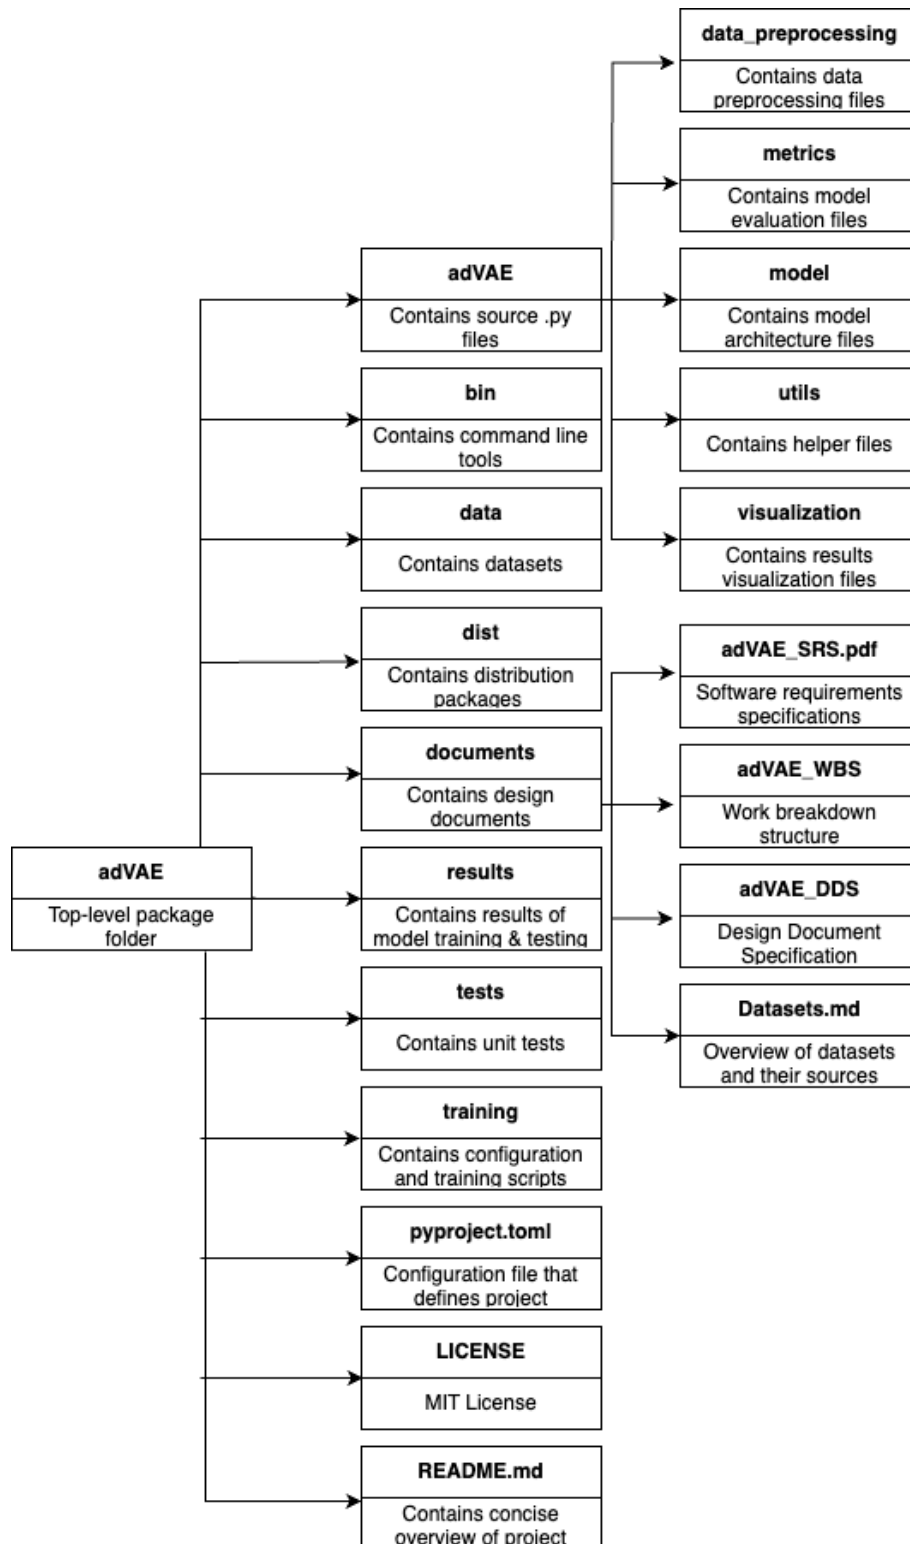 data_preprocessing
Contains data
preprocessing files
metrics
Contains model
evaluation files
adVAE
Contains source .py
files
model
Contains model
architecture files
bin
Contains command line
tools
utils
Contains helper files
data
Contains datasets
visualization
Contains results
visualization files
dist
Contains distribution
packages
adVAE_SRS.pdf
Software requirements
specifications
documents
Contains design
documents
adVAE_WBS
Work breakdown
structure
adVAE
Top-level package
folder
results
Contains results of
model training & testing
adVAE_DDS
Design Document
Specification
tests
Contains unit tests
Datasets.md
Overview of datasets
and their sources
training
Contains configuration
and training scripts
pyproject.toml
Configuration file that
defines project
LICENSE
MIT License
README.md
Contains concise
overview of project